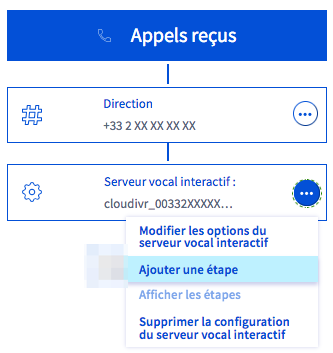 Appels reçus
Direction
+33 2 XX XX XX XX
Serveur vocal interactif :
cloudivr_00332XXXXX...
Modifier les options du
serveur vocal interactif
Ajouter une étape
Afficher les étapes
Supprimer la configuration
du serveur vocal interactif